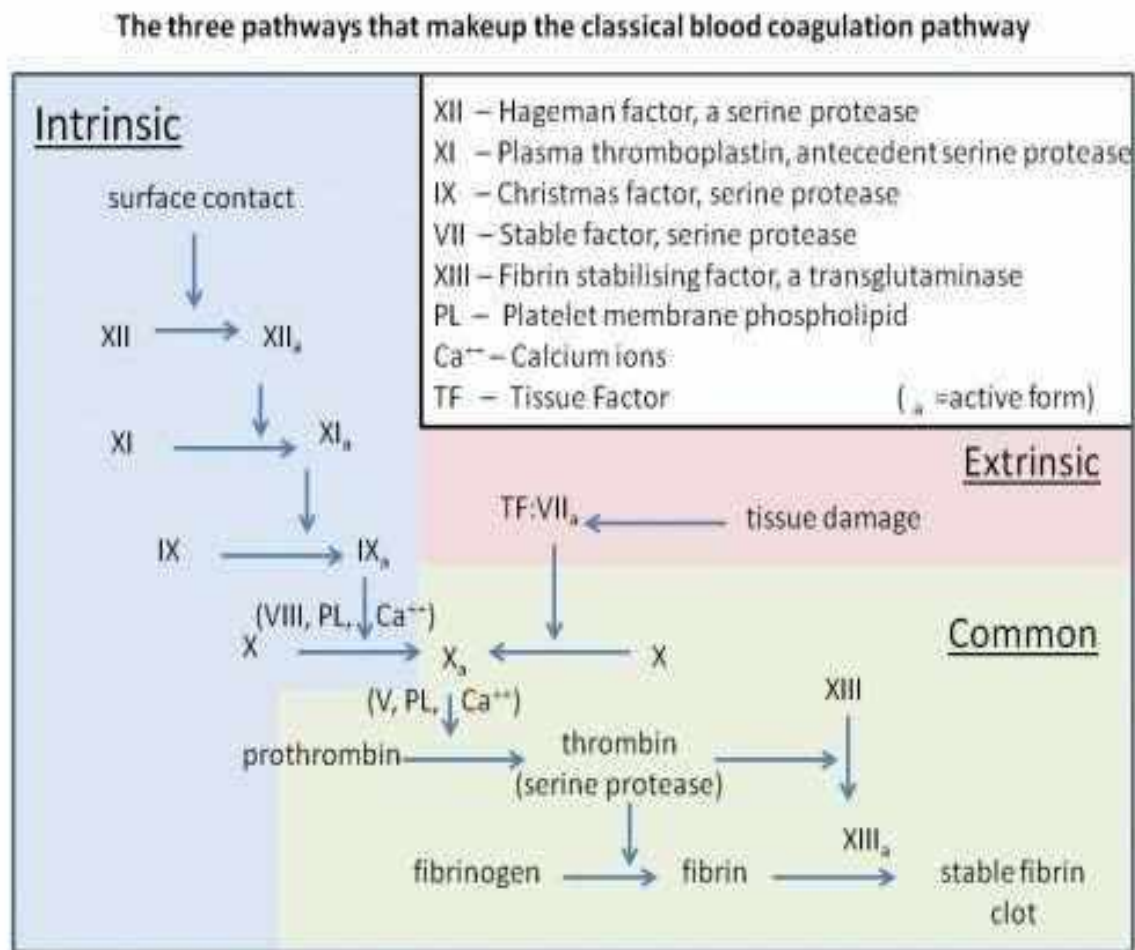 The three pathways that makeup the classical blood coagulation pathway
Intrinsic
XII – Hageman factor, a serine protease
XI – Plasma thromboplastin, antecedent serine protease
IX – Christmas factor, serine protease
VII – Stable factor, serine protease
XIII – Fibrin stabilising factor, a transglutaminase
PL – Platelet membrane phospholipid
Ca⁺⁺ – Calcium ions
TF – Tissue Factor (ₐ =active form)
surface contact
XII XIIₐ
XI XIₐ
Extrinsic
TF:VIIₐ tissue damage
IX IXₐ
(VIII, PL, Ca⁺⁺)
Common
X Xₐ X
XIII
(V, PL, Ca⁺⁺)
prothrombin thrombin
(serine protease)
XIIIₐ
fibrinogen fibrin stable fibrin
clot